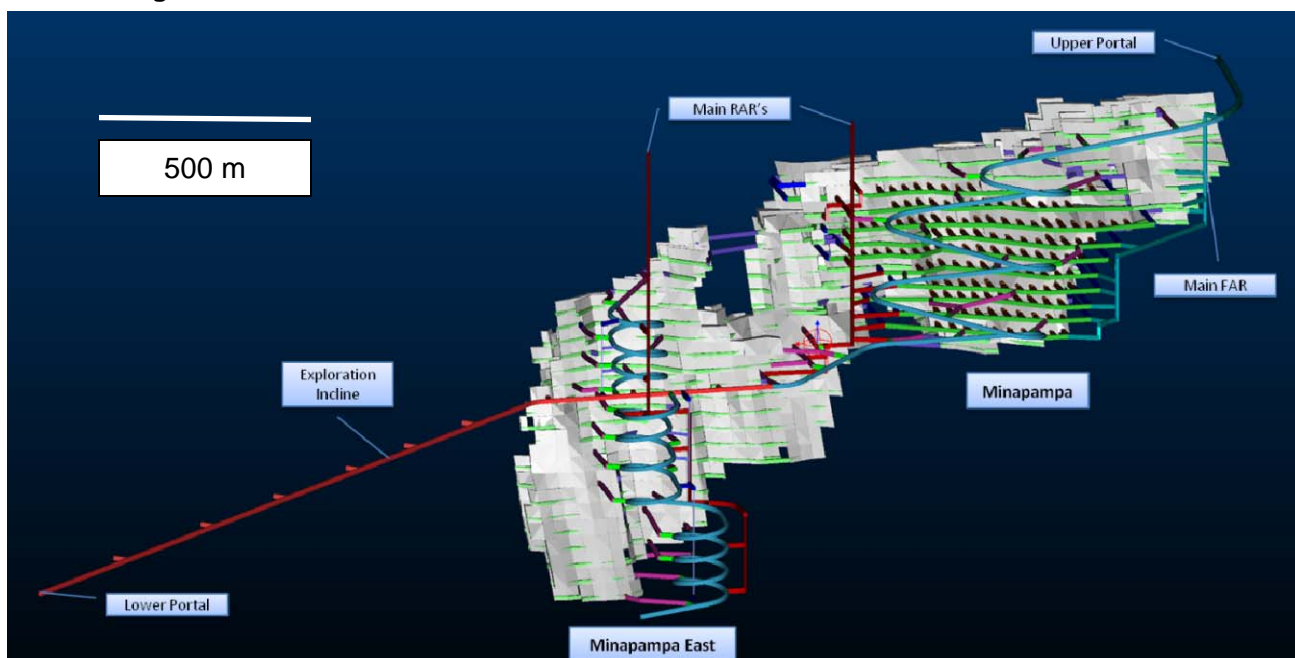 Upper Portal
Main RAR's
500 m
Main FAR
Exploration
Incline
Minapampa
Lower Portal
Minapampa East